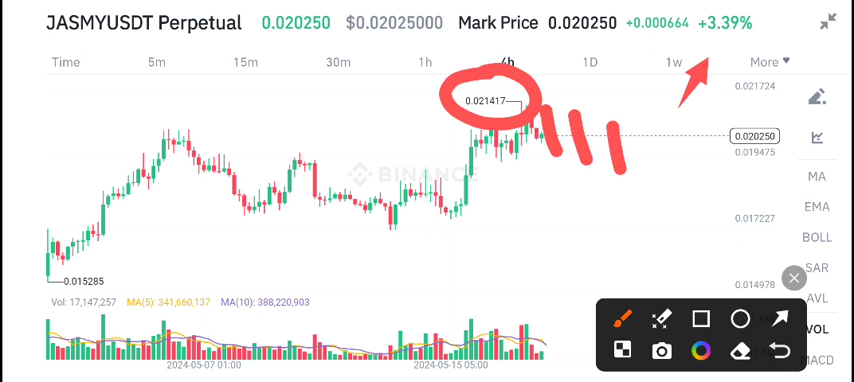 JASMYUSDT Perpetual 0.020250 $0.02025000 Mark Price 0.020250 +0.000664 +3.39%
Time 5m 15m 30m 1h 4h 1D 1w More
0.021724
0.021417
0.020250
0.019475
BINANCE
MA
EMA
0.017227
BOLL
SAR
0.015285
0.014978
AVL
Vol: 17,147,257 MA(5): 341,660,137 MA(10): 388,220,903
VOL
MACD
2024-05-07 01:00 2024-05-15 05:00